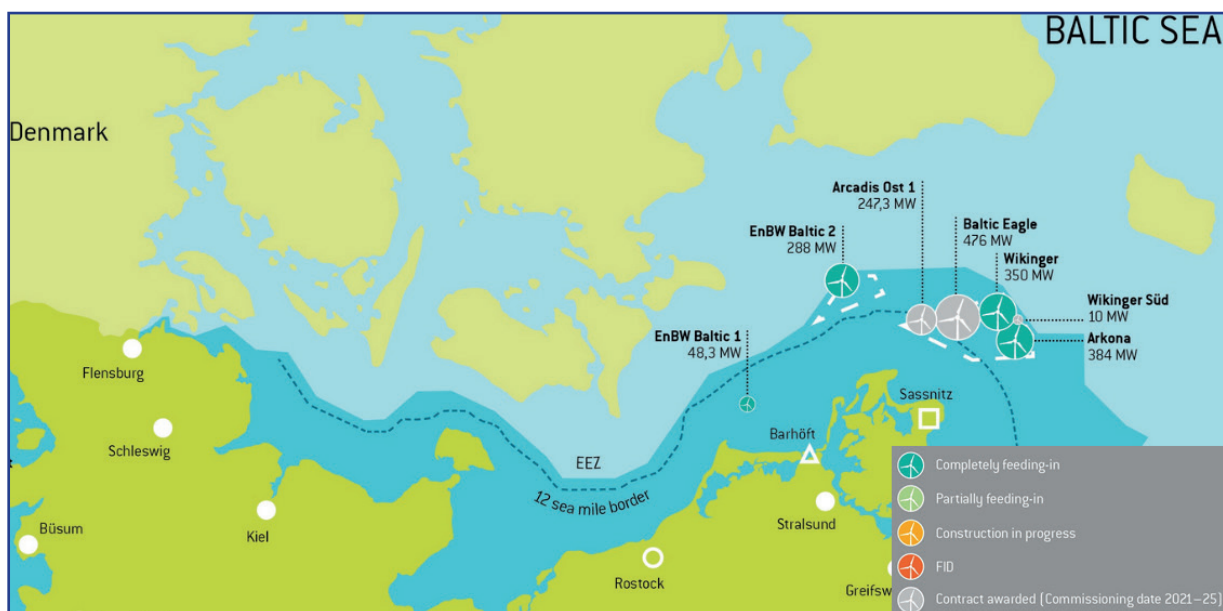 BALTIC SEA
Denmark
Arcadis Ost 1
247,3 MW
EnBW Baltic 2
288 MW
Baltic Eagle
476 MW
Wikinger
350 MW
Wikinger Süd
10 MW
Arkona
384 MW
EnBW Baltic 1
48,3 MW
Flensburg
Schleswig
Sassnitz
Barhöft
EEZ
12 sea mile border
Büsum
Kiel
Stralsund
Rostock
Greifsw
Completely feeding-in
Partially feeding-in
Construction in progress
FID
Contract awarded (Commissioning date 2021–25)